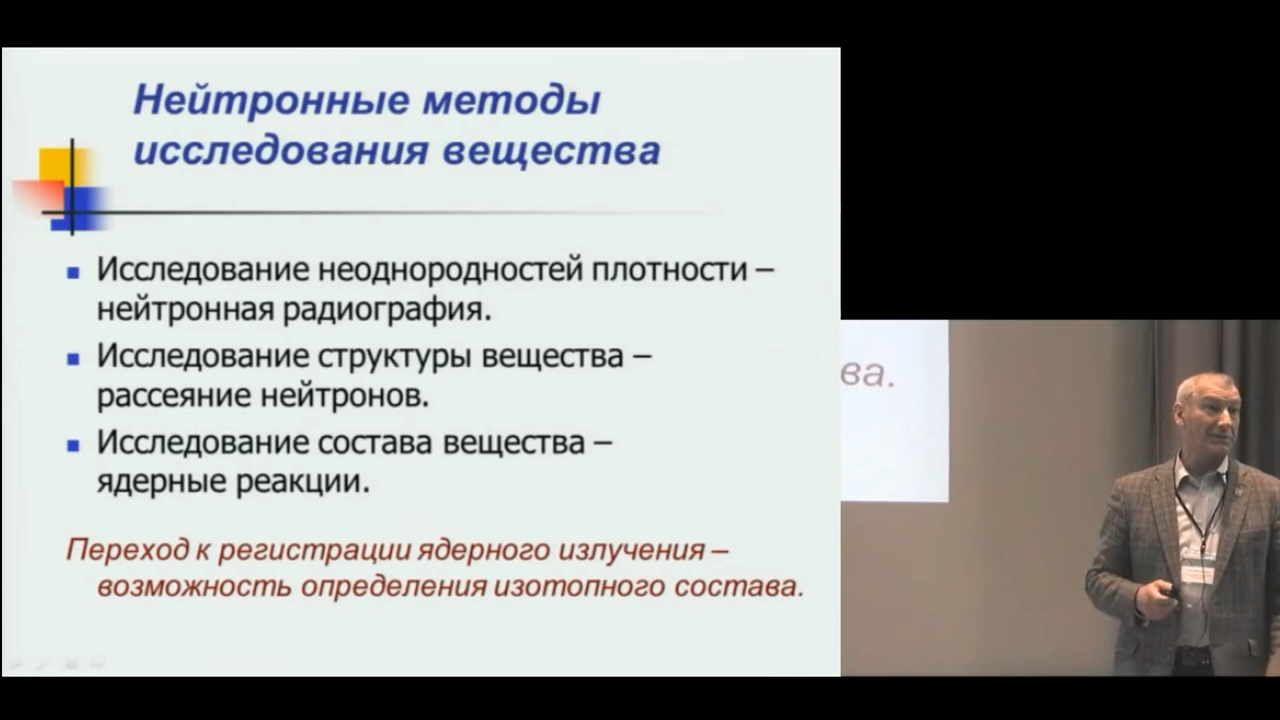 Нейтронные методы
исследования вещества
Исследование неоднородностей плотности –
нейтронная радиография.
Исследование структуры вещества –
рассеяние нейтронов.
Исследование состава вещества –
ядерные реакции.
Переход к регистрации ядерного излучения –
возможность определения изотопного состава.
ва.